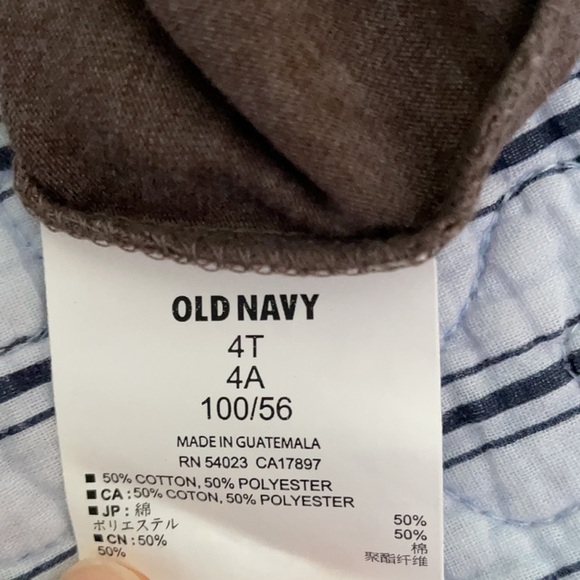 OLD NAVY
4T
4A
100/56
MADE IN GUATEMALA
RN 54023 CA17897
■ 50% COTTON, 50% POLYESTER
■ CA : 50% COTON, 50% POLYESTER
■ JP : 綿 50%
ポリエステル 50%
■ CN : 50% 棉
50% 聚酯纤维